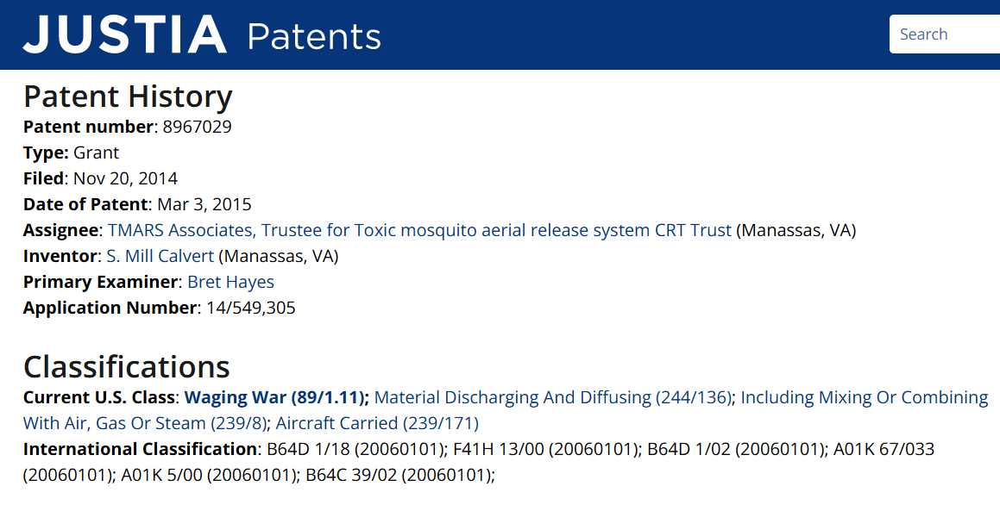 JUSTIA Patents
Search
Patent History
Patent number: 8967029
Type: Grant
Filed: Nov 20, 2014
Date of Patent: Mar 3, 2015
Assignee: TMARS Associates, Trustee for Toxic mosquito aerial release system CRT Trust (Manassas, VA)
Inventor: S. Mill Calvert (Manassas, VA)
Primary Examiner: Bret Hayes
Application Number: 14/549,305
Classifications
Current U.S. Class: Waging War (89/1.11); Material Discharging And Diffusing (244/136); Including Mixing Or Combining
With Air, Gas Or Steam (239/8); Aircraft Carried (239/171)
International Classification: B64D 1/18 (20060101); F41H 13/00 (20060101); B64D 1/02 (20060101); A01K 67/033
(20060101); A01K 5/00 (20060101); B64C 39/02 (20060101);